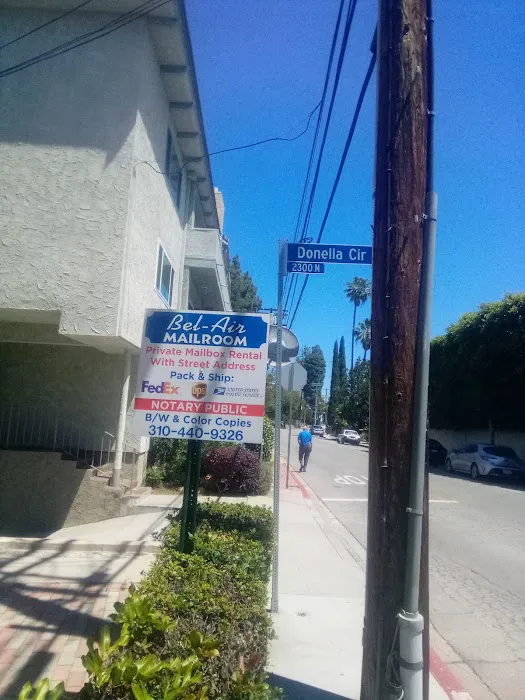 Donella Cir
2300 N
Bel-Air
MAILROOM
Private Mailbox Rental
With Street Address
Pack & Ship:
FedEx ups UNITED STATES
POSTAL SERVICE
NOTARY PUBLIC
B/W & Color Copies
310-440-9326